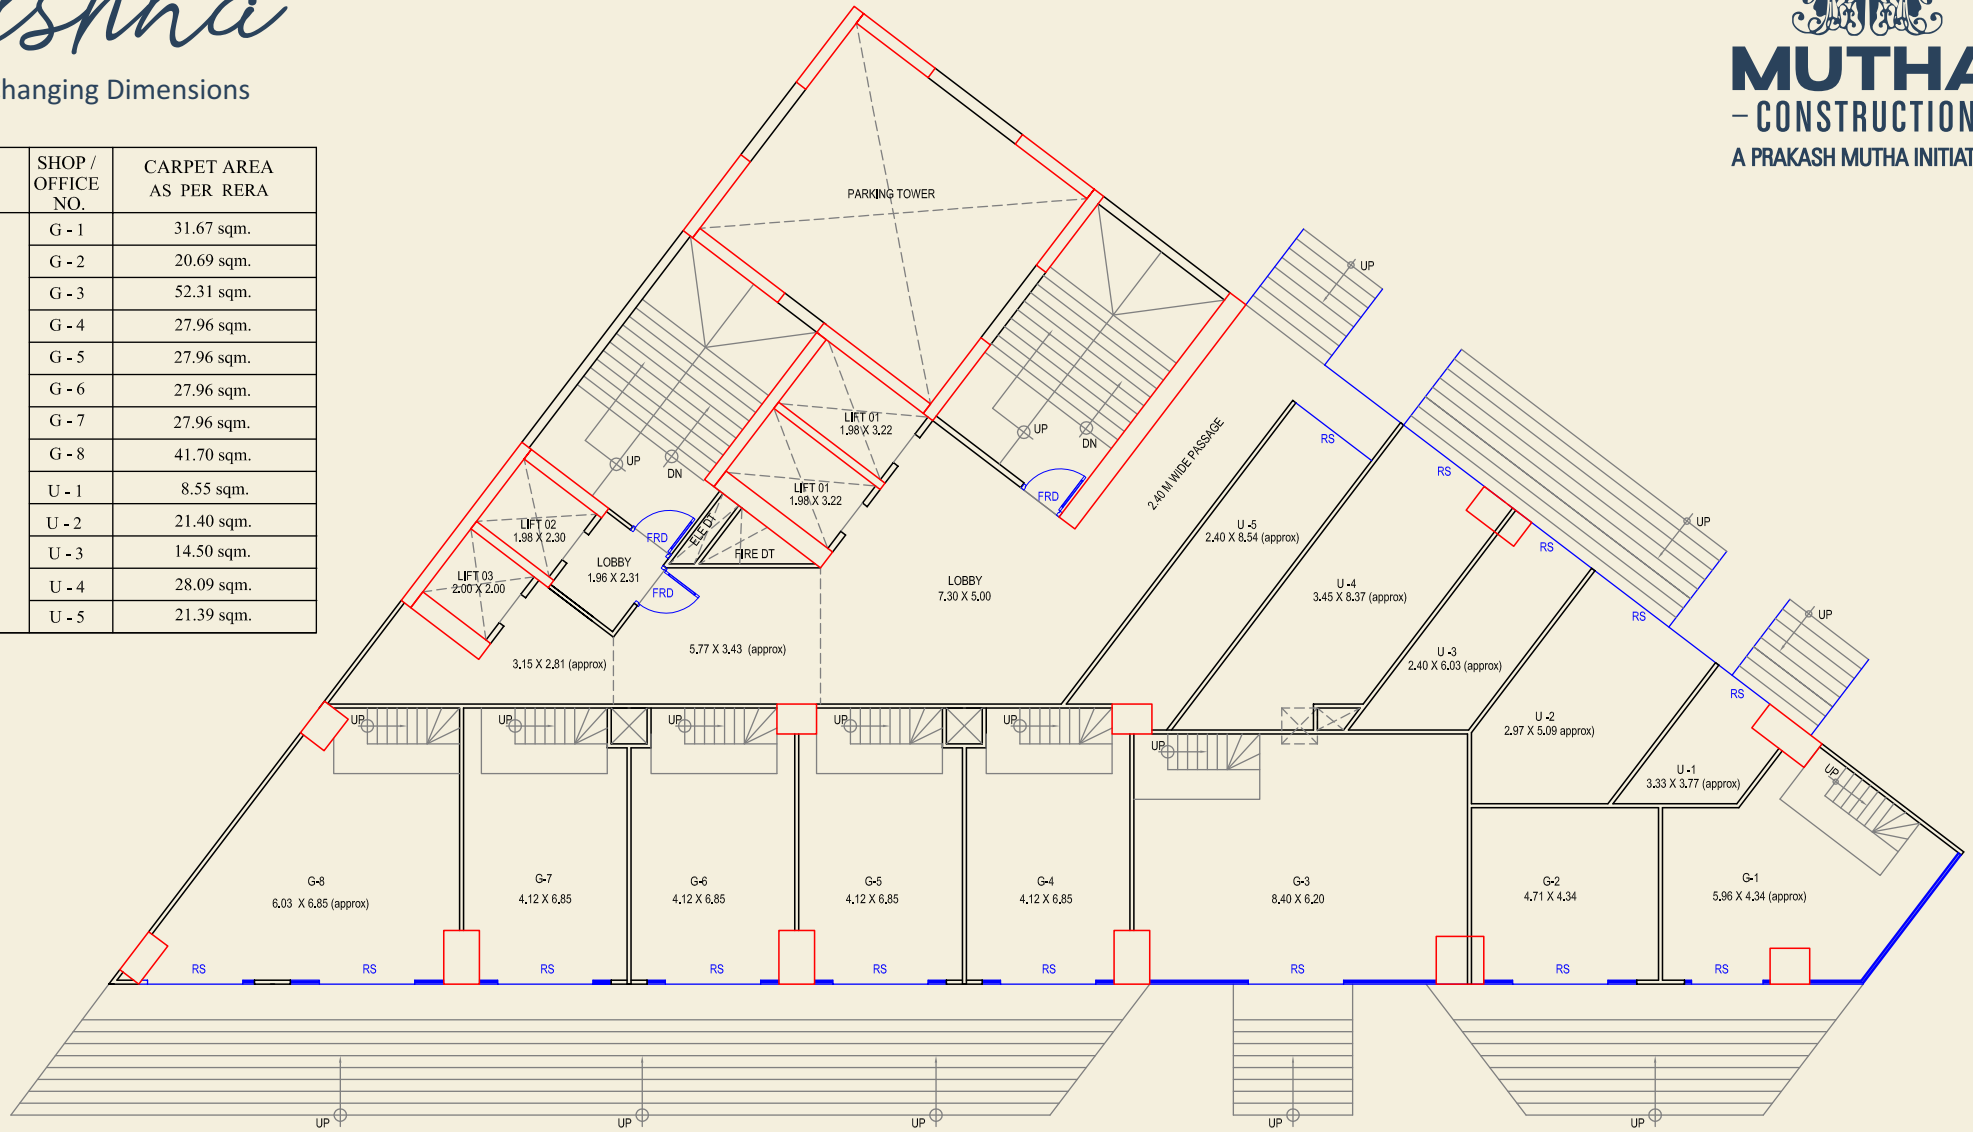 hanging Dimensions
MUTHA
- CONSTRUCTION
A PRAKASH MUTHA INITIAT
SHOP / OFFICE NO. CARPET AREA AS PER RERA
G - 1 31.67 sqm.
G - 2 20.69 sqm.
G - 3 52.31 sqm.
G - 4 27.96 sqm.
G - 5 27.96 sqm.
G - 6 27.96 sqm.
G - 7 27.96 sqm.
G - 8 41.70 sqm.
U - 1 8.55 sqm.
U - 2 21.40 sqm.
U - 3 14.50 sqm.
U - 4 28.09 sqm.
U - 5 21.39 sqm.
PARKING TOWER
UP
LIFT 01
1.98 X 3.22
UP
DN
UP
DN
LIFT 01
1.98 X 3.22
FRD
2.40 M WIDE PASSAGE
RS
RS
UP
LIFT 02
1.98 X 2.30
FRD
ELE DT
FIRE DT
U -5
2.40 X 8.54 (approx)
RS
LOBBY
1.96 X 2.31
LIFT 03
2.00 X 2.00
FRD
LOBBY
7.30 X 5.00
U -4
3.45 X 8.37 (approx)
RS
UP
3.15 X 2.81 (approx)
5.77 X 3.43 (approx)
U -3
2.40 X 6.03 (approx)
RS
U -2
2.97 X 5.09 approx)
U -1
3.33 X 3.77 (approx)
UP
UP
UP
UP
UP
UP
UP
UP
G-8
6.03 X 6.85 (approx)
G-7
4.12 X 6.85
G-6
4.12 X 6.85
G-5
4.12 X 6.85
G-4
4.12 X 6.85
G-3
8.40 X 6.20
G-2
4.71 X 4.34
G-1
5.96 X 4.34 (approx)
RS
RS
RS
RS
RS
RS
RS
RS
RS
UP
UP
UP
UP
UP